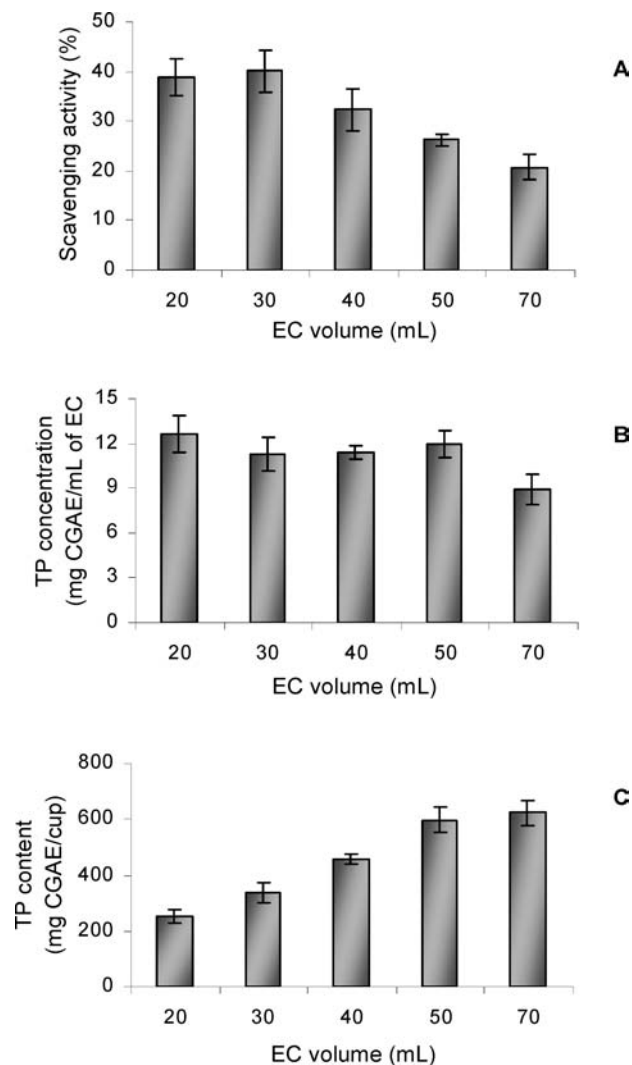 A
Scavenging activity (%)
50
40
30
20
10
0
20 30 40 50 70
EC volume (mL)
B
TP concentration
(mg CGAE/mL of EC
15
12
9
6
3
0
20 30 40 50 70
EC volume (mL)
C
TP content
(mg CGAE/cup)
800
600
400
200
0
20 30 40 50 70
EC volume (mL)